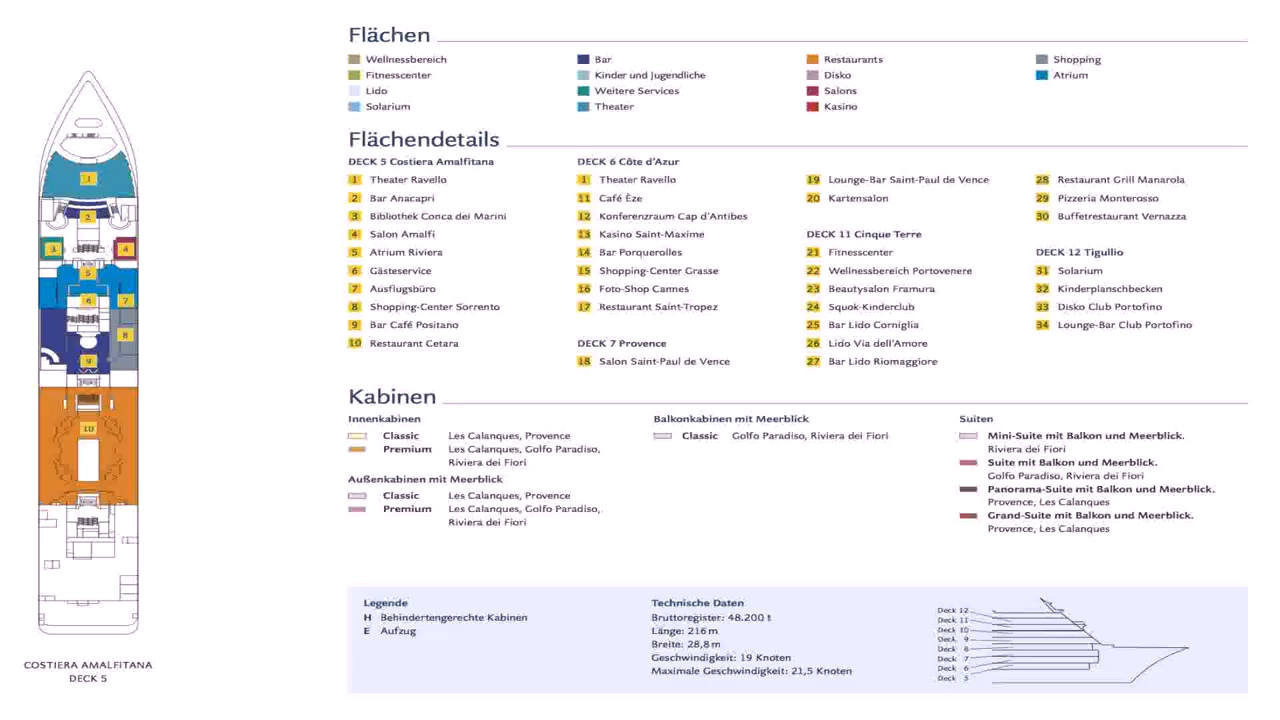 Flächen
Wellnessbereich
Fitnesscenter
Lido
Solarium
Bar
Kinder und Jugendliche
Weitere Services
Theater
Restaurants
Disko
Salons
Kasino
Shopping
Atrium
Flächendetails
DECK 5 Costiera Amalfitana
1 Theater Ravello
2 Bar Anacapri
3 Bibliothek Conca dei Marini
4 Salon Amalfi
5 Atrium Riviera
6 Gästeservice
7 Ausflugsbüro
8 Shopping-Center Sorrento
9 Bar Café Positano
10 Restaurant Cetara
DECK 6 Côte d'Azur
1 Theater Ravello
11 Café Èze
12 Konferenzraum Cap d'Antibes
13 Kasino Saint-Maxime
14 Bar Porquerolles
15 Shopping-Center Grasse
16 Foto-Shop Cannes
17 Restaurant Saint-Tropez
DECK 7 Provence
18 Salon Saint-Paul de Vence
19 Lounge-Bar Saint-Paul de Vence
20 Kartensalon
DECK 11 Cinque Terre
21 Fitnesscenter
22 Wellnessbereich Portovenere
23 Beautysalon Framura
24 Squok-Kinderclub
25 Bar Lido Corniglia
26 Lido Via dell'Amore
27 Bar Lido Riomaggiore
28 Restaurant Grill Manarola
29 Pizzeria Monterosso
30 Buffetrestaurant Vernazza
DECK 12 Tigullio
31 Solarium
32 Kinderplanschbecken
33 Disko Club Portofino
34 Lounge-Bar Club Portofino
Kabinen
Innenkabinen
Classic Les Calanques, Provence
Premium Les Calanques, Golfo Paradiso,
Riviera dei Fiori
Außenkabinen mit Meerblick
Classic Les Calanques, Provence
Premium Les Calanques, Golfo Paradiso,
Riviera dei Fiori
Balkonkabinen mit Meerblick
Classic Golfo Paradiso, Riviera dei Fiori
Suiten
Mini-Suite mit Balkon und Meerblick.
Riviera dei Fiori
Suite mit Balkon und Meerblick.
Golfo Paradiso, Riviera dei Fiori
Panorama-Suite mit Balkon und Meerblick.
Provence, Les Calanques
Grand-Suite mit Balkon und Meerblick.
Provence, Les Calanques
Legende
H Behindertengerechte Kabinen
E Aufzug
Technische Daten
Bruttoregister: 48.200 t
Länge: 216 m
Breite: 28,8 m
Geschwindigkeit: 19 Knoten
Maximale Geschwindigkeit: 21,5 Knoten
Deck 12
Deck 11
Deck 10
Deck 9
Deck 8
Deck 7
Deck 6
Deck 5
1
2
3
4
5
6
7
8
9
10
COSTIERA AMALFITANA
DECK 5